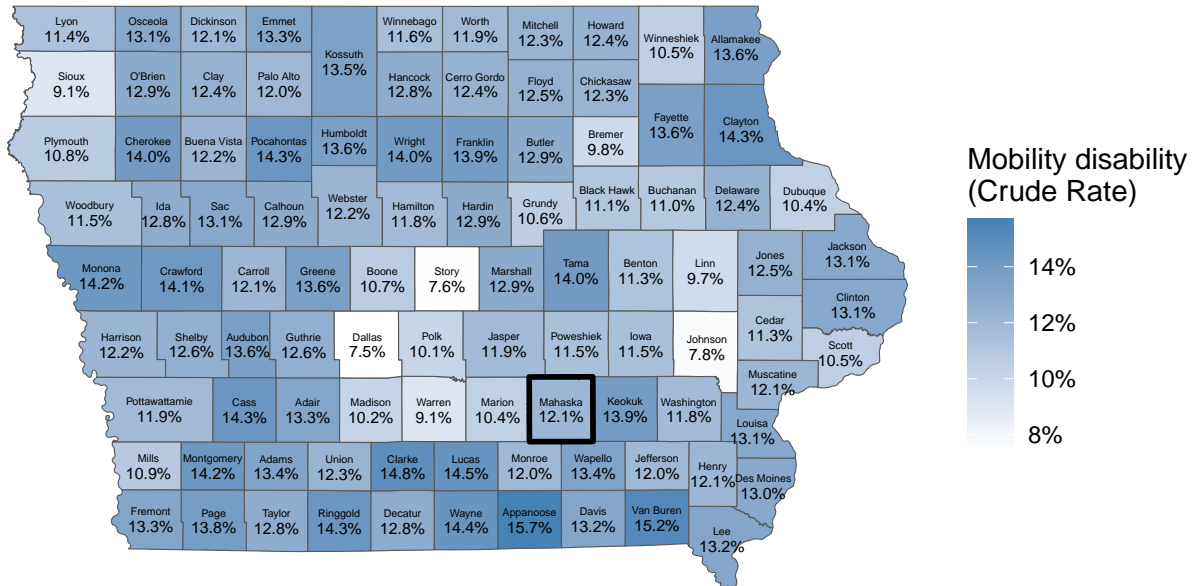 Lyon
11.4%
Osceola
13.1%
Dickinson
12.1%
Emmet
13.3%
Kossuth
13.5%
Winnebago
11.6%
Worth
11.9%
Mitchell
12.3%
Howard
12.4%
Winneshiek
10.5%
Allamakee
13.6%
Sioux
9.1%
O'Brien
12.9%
Clay
12.4%
Palo Alto
12.0%
Hancock
12.8%
Cerro Gordo
12.4%
Floyd
12.5%
Chickasaw
12.3%
Fayette
13.6%
Clayton
14.3%
Plymouth
10.8%
Cherokee
14.0%
Buena Vista
12.2%
Pocahontas
14.3%
Humboldt
13.6%
Wright
14.0%
Franklin
13.9%
Butler
12.9%
Bremer
9.8%
Mobility disability
(Crude Rate)
14%
12%
10%
8%
Woodbury
11.5%
Ida
12.8%
Sac
13.1%
Calhoun
12.9%
Webster
12.2%
Hamilton
11.8%
Hardin
12.9%
Grundy
10.6%
Black Hawk
11.1%
Buchanan
11.0%
Delaware
12.4%
Dubuque
10.4%
Monona
14.2%
Crawford
14.1%
Carroll
12.1%
Greene
13.6%
Boone
10.7%
Story
7.6%
Marshall
12.9%
Tama
14.0%
Benton
11.3%
Linn
9.7%
Jones
12.5%
Jackson
13.1%
Clinton
13.1%
Harrison
12.2%
Shelby
12.6%
Audubon
13.6%
Guthrie
12.6%
Dallas
7.5%
Polk
10.1%
Jasper
11.9%
Poweshiek
11.5%
Iowa
11.5%
Johnson
7.8%
Cedar
11.3%
Scott
10.5%
Muscatine
12.1%
Pottawattamie
11.9%
Cass
14.3%
Adair
13.3%
Madison
10.2%
Warren
9.1%
Marion
10.4%
Mahaska
12.1%
Keokuk
13.9%
Washington
11.8%
Louisa
13.1%
Mills
10.9%
Montgomery
14.2%
Adams
13.4%
Union
12.3%
Clarke
14.8%
Lucas
14.5%
Monroe
12.0%
Wapello
13.4%
Jefferson
12.0%
Henry
12.1%
Des Moines
13.0%
Fremont
13.3%
Page
13.8%
Taylor
12.8%
Ringgold
14.3%
Decatur
12.8%
Wayne
14.4%
Appanoose
15.7%
Davis
13.2%
Van Buren
15.2%
Lee
13.2%